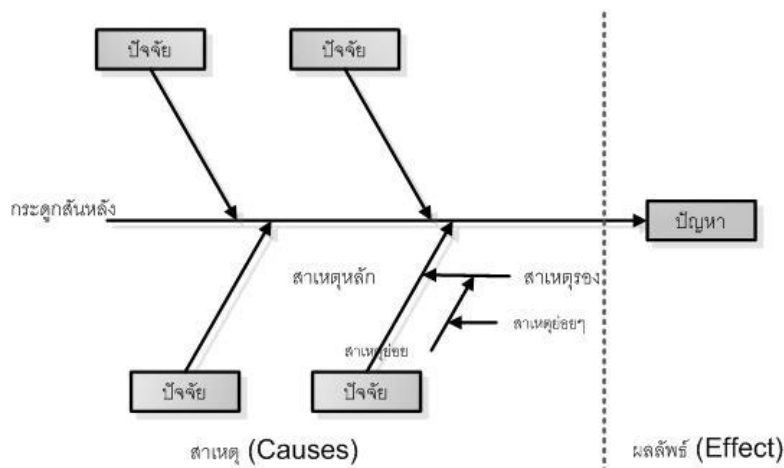 ปัจจัย
ปัจจัย
กระดูกสันหลัง
ปัญหา
สาเหตุหลัก
สาเหตุรอง
สาเหตุย่อยๆ
สาเหตุย่อย
ปัจจัย
ปัจจัย
สาเหตุ (Causes)
ผลลัพธ์ (Effect)